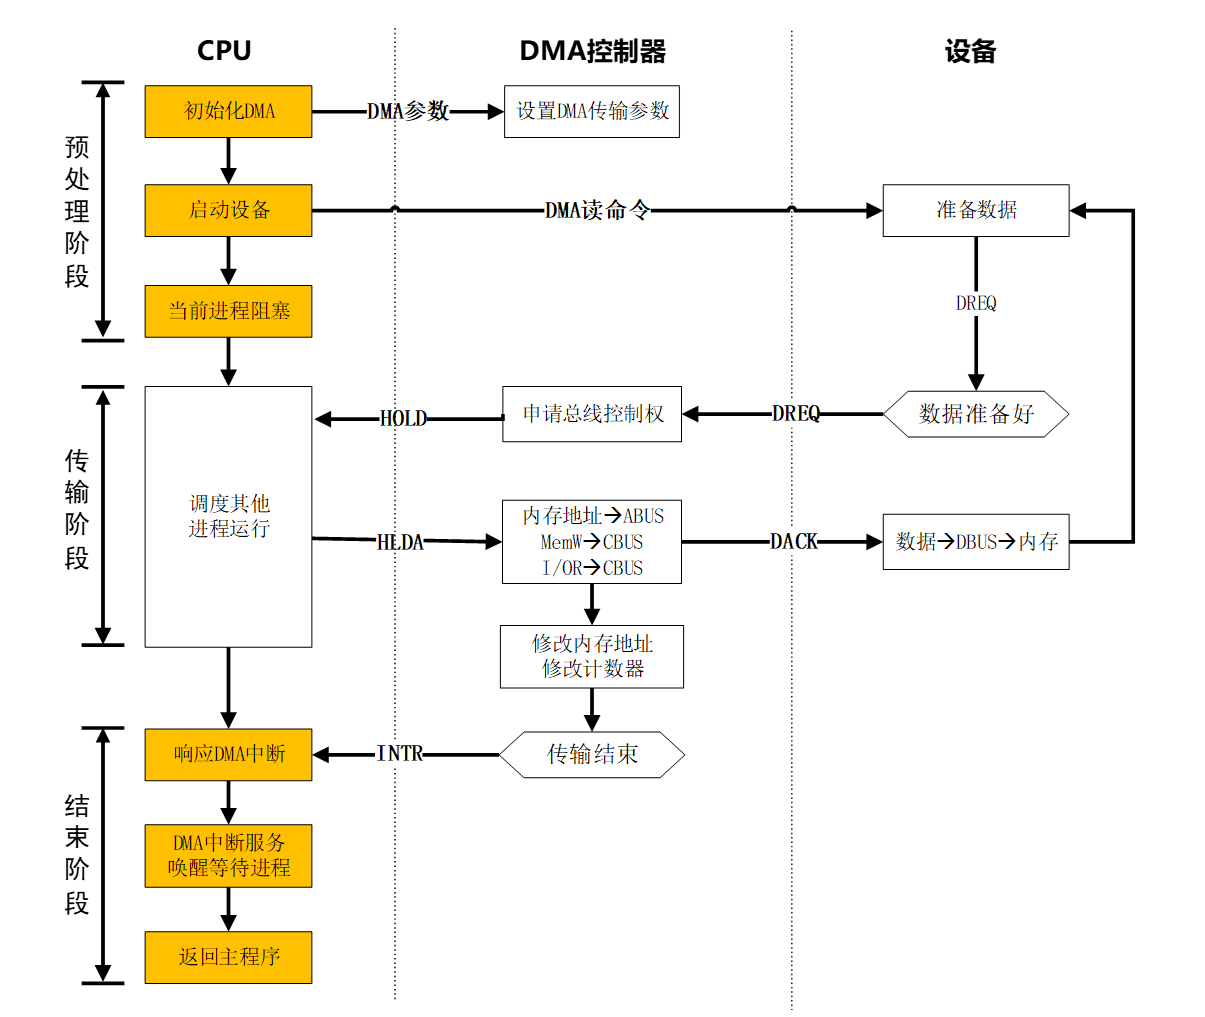 CPU
DMA控制器
设备
预处理阶段
初始化DMA
DMA参数
设置DMA传输参数
启动设备
DMA读命令
准备数据
当前进程阻塞
DREQ
传输阶段
调度其他
进程运行
HOLD
申请总线控制权
DREQ
数据准备好
HLDA
内存地址→ABUS
MemW→CBUS
I/OR→CBUS
DACK
数据→DBUS→内存
修改内存地址
修改计数器
结束阶段
响应DMA中断
INTR
传输结束
DMA中断服务
唤醒等待进程
返回主程序